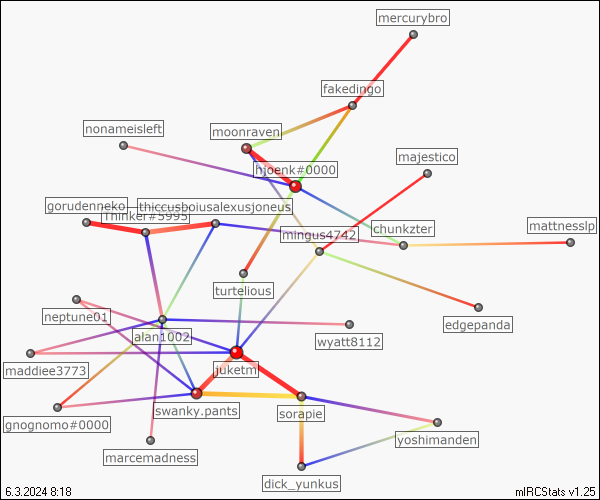 mercurybro
fakedingo
nonameisleft
moonraven
majestico
hjoenk#0000
gorudenneko
Thinker#5995
thiccusboiusalexusjoneus
mingus4742
chunkzter
mattnesslp
turtelious
neptune01
edgepanda
alan1002
wyatt8112
maddiee3773
juketm
swanky.pants
sorapie
gnognomo#0000
yoshimanden
marcemadness
dick_yunkus
6.3.2024 8:18
mIRCStats v1.25